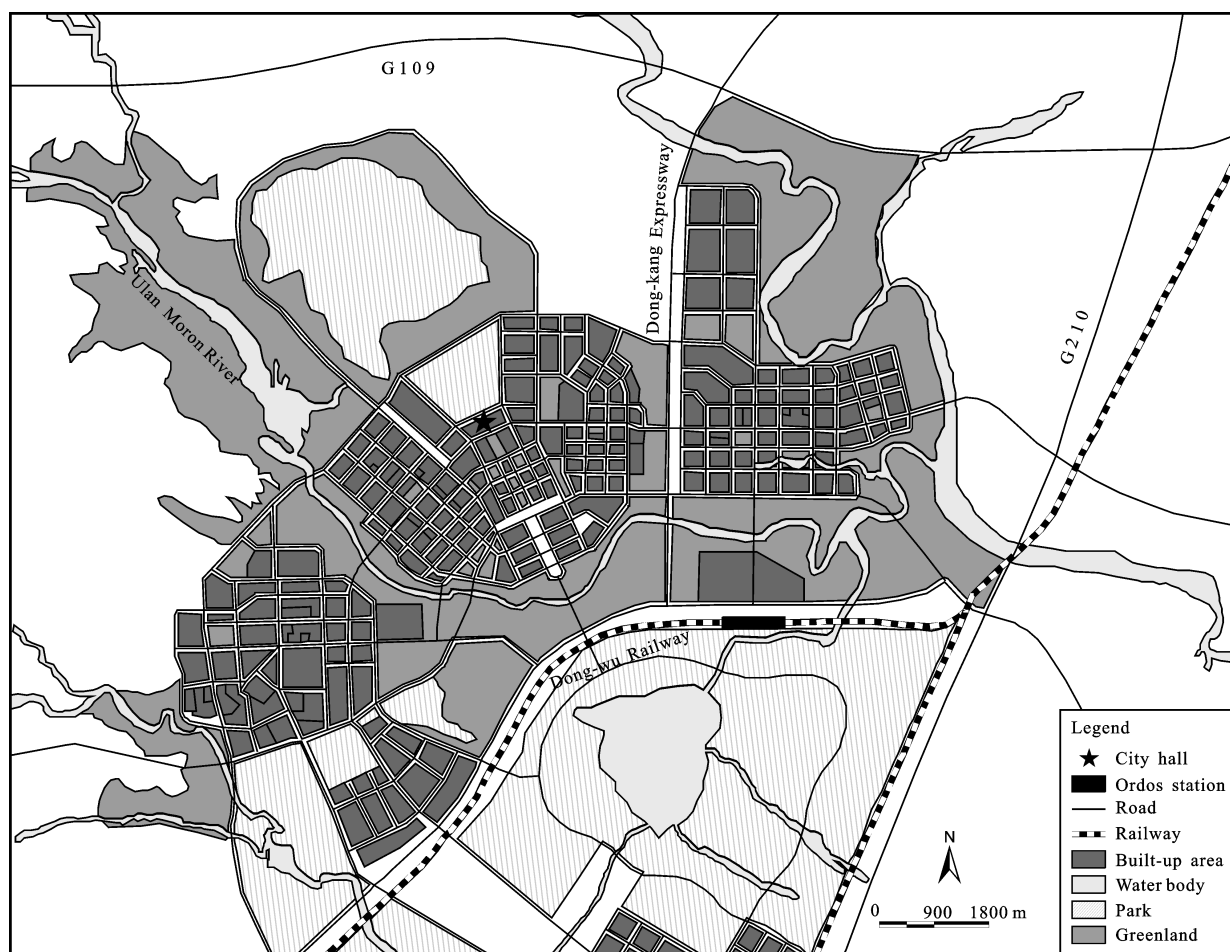 G109
Dong-kang Expressway
Ulan Moron River
G210
Dong-wu Railway
Legend
City hall
Ordos station
Road
Railway
Built-up area
Water body
Park
Greenland
N
0 900 1800 m